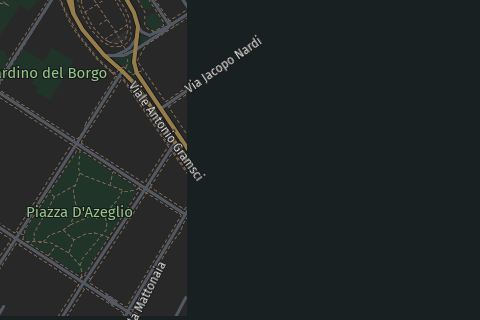 Via Jacopo Nardi
ardino del Borgo
Viale Antonio Gramsci
Piazza D'Azeglio
a Mattonaia